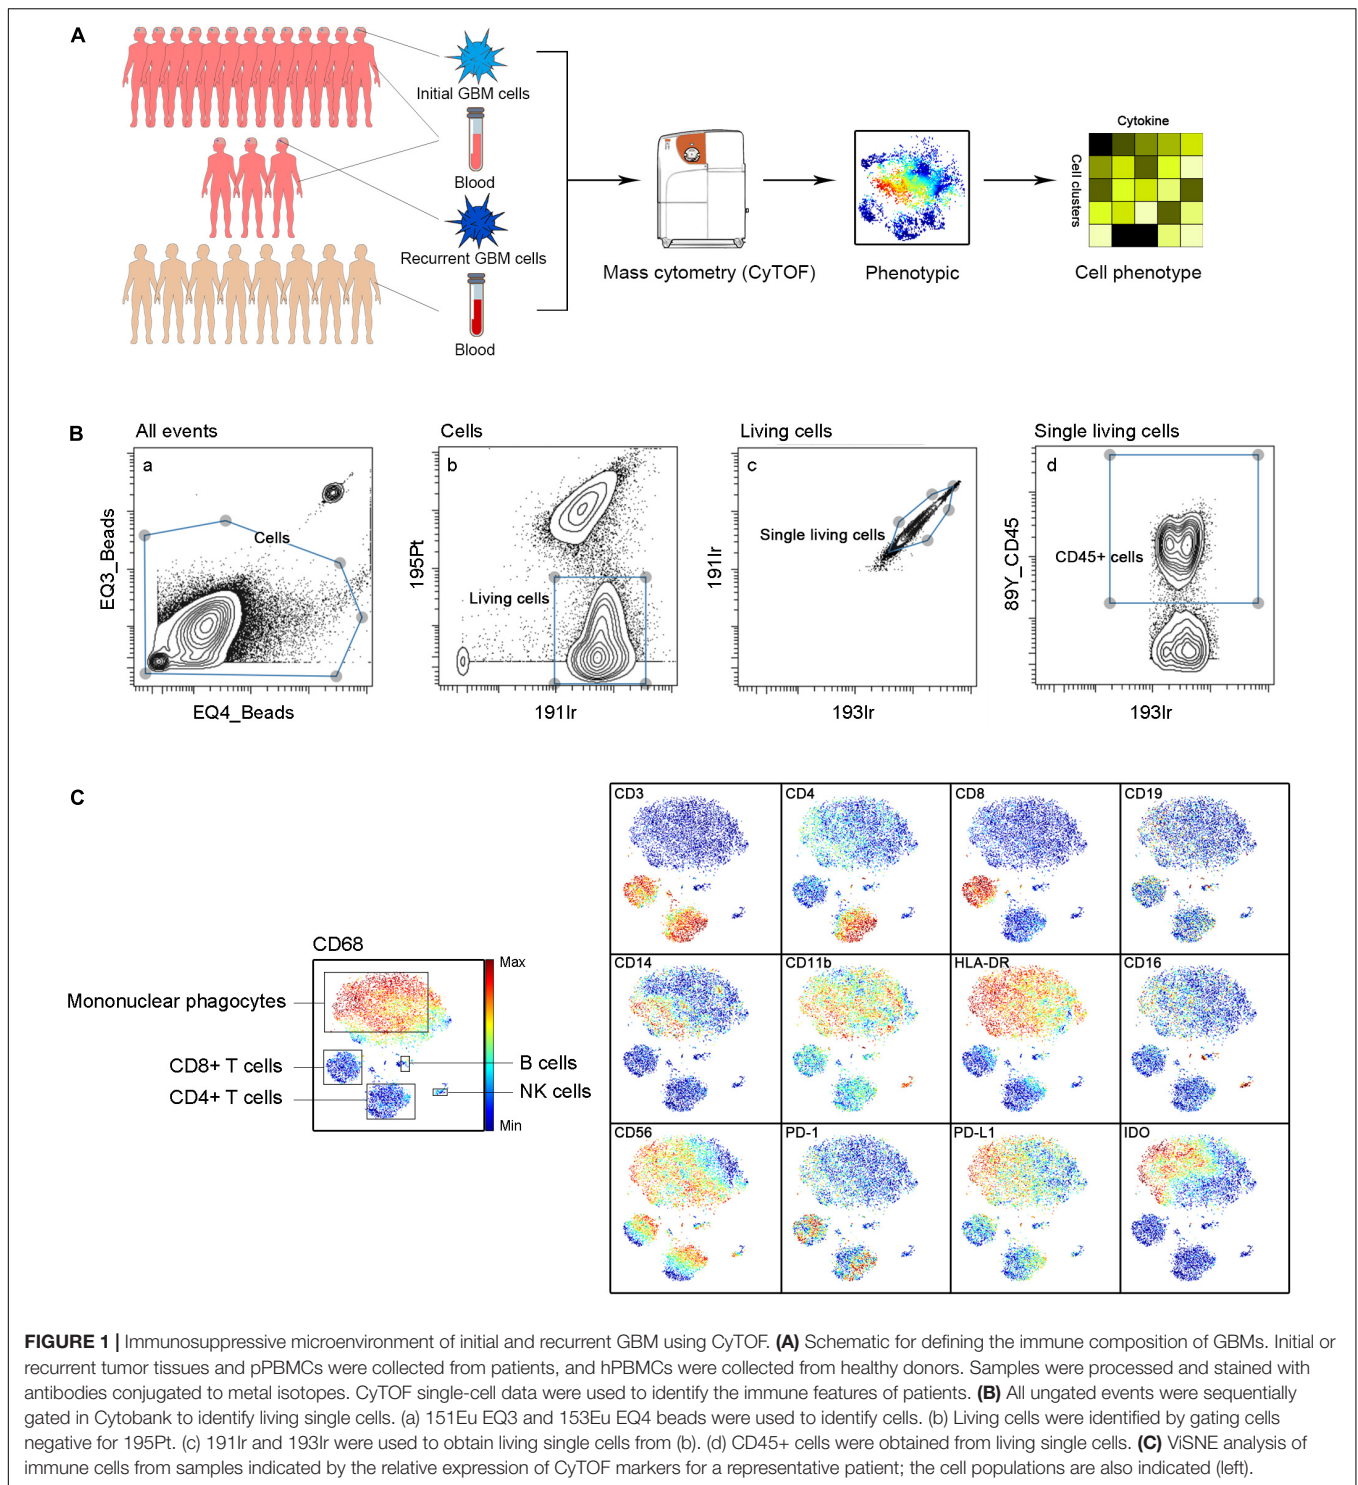 A
Initial GBM cells
Blood
Recurrent GBM cells
Blood
Mass cytometry (CyTOF)
Phenotypic
Cytokine
Cell clusters
Cell phenotype
B
All events
a
Cells
EQ3_Beads
EQ4_Beads
Cells
b
Living cells
195Pt
191Ir
Living cells
c
Single living cells
191Ir
193Ir
Single living cells
d
CD45+ cells
89Y_CD45
193Ir
C
CD68
Max
Mononuclear phagocytes
CD8+ T cells
CD4+ T cells
B cells
NK cells
Min
CD3
CD4
CD8
CD19
CD14
CD11b
HLA-DR
CD16
CD56
PD-1
PD-L1
IDO
FIGURE 1 | Immunosuppressive microenvironment of initial and recurrent GBM using CyTOF. (A) Schematic for defining the immune composition of GBMs. Initial or
recurrent tumor tissues and pPBMCs were collected from patients, and hPBMCs were collected from healthy donors. Samples were processed and stained with
antibodies conjugated to metal isotopes. CyTOF single-cell data were used to identify the immune features of patients. (B) All ungated events were sequentially
gated in Cytobank to identify living single cells. (a) 151Eu EQ3 and 153Eu EQ4 beads were used to identify cells. (b) Living cells were identified by gating cells
negative for 195Pt. (c) 191Ir and 193Ir were used to obtain living single cells from (b). (d) CD45+ cells were obtained from living single cells. (C) ViSNE analysis of
immune cells from samples indicated by the relative expression of CyTOF markers for a representative patient; the cell populations are also indicated (left).